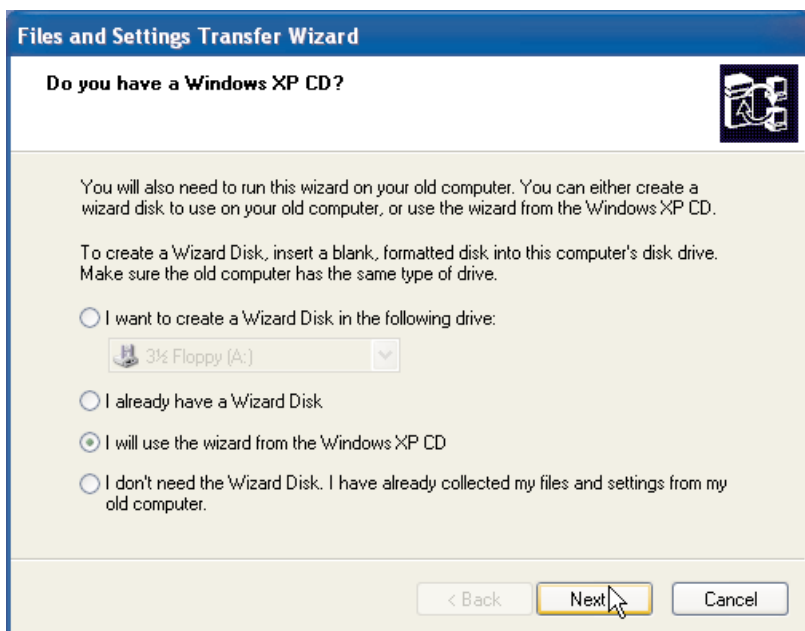 Files and Settings Transfer Wizard
Do you have a Windows XP CD?
You will also need to run this wizard on your old computer. You can either create a
wizard disk to use on your old computer, or use the wizard from the Windows XP CD.
To create a Wizard Disk, insert a blank, formatted disk into this computer's disk drive.
Make sure the old computer has the same type of drive.
I want to create a Wizard Disk in the following drive:
3½ Floppy (A:)
I already have a Wizard Disk
I will use the wizard from the Windows XP CD
I don't need the Wizard Disk. I have already collected my files and settings from my
old computer.
< Back Next > Cancel